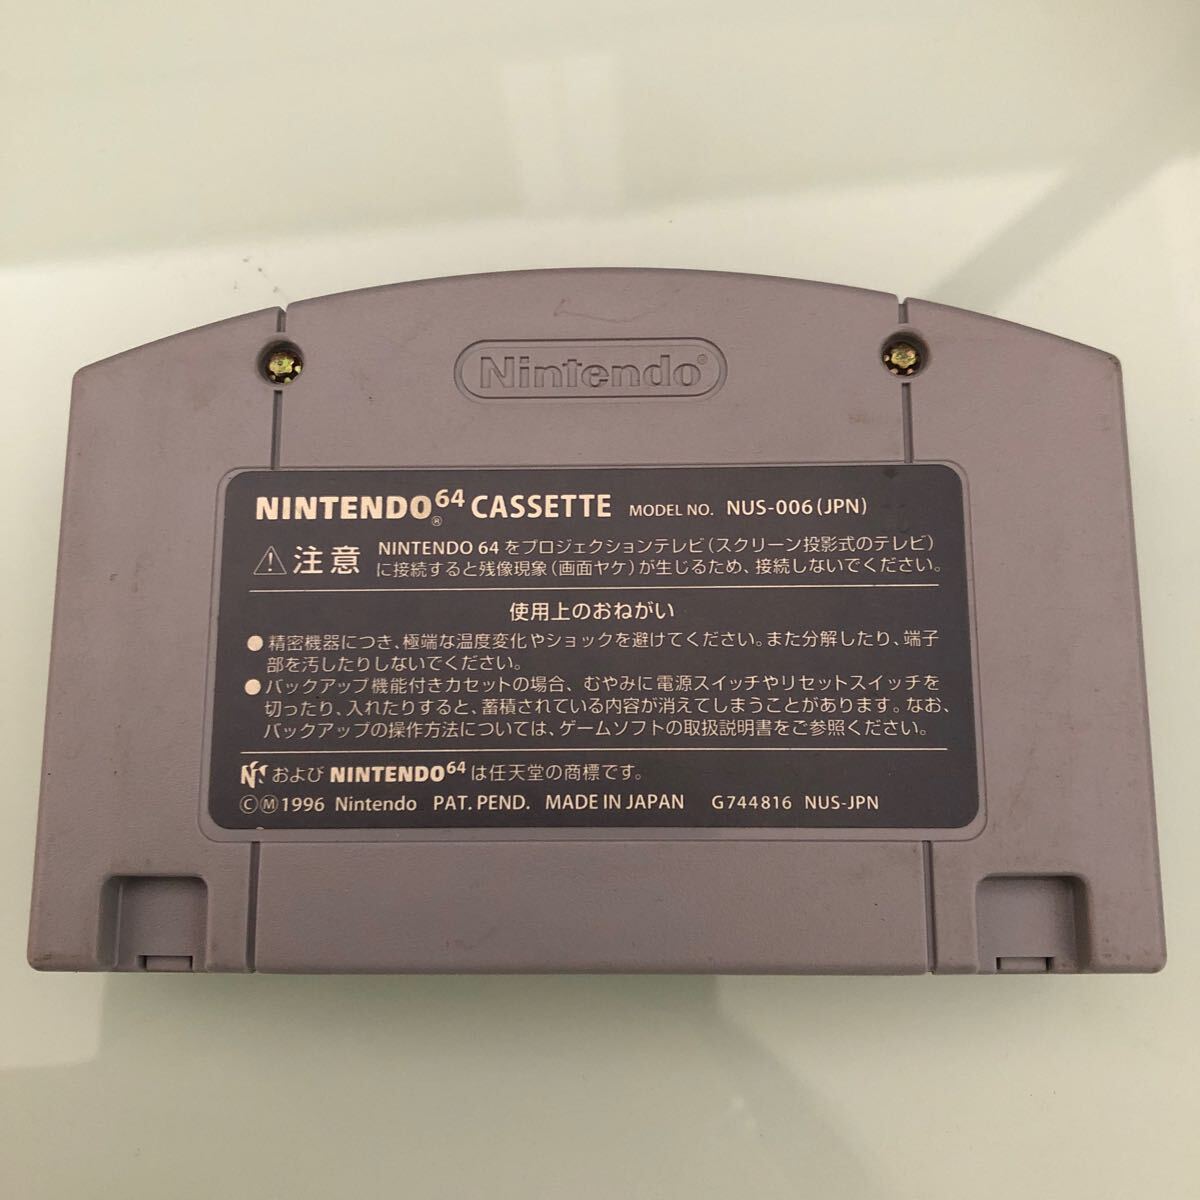 Nintendo®
NINTENDO®64 CASSETTE MODEL NO. NUS-006(JPN)
⚠注意 NINTENDO 64 をプロジェクションテレビ(スクリーン投影式のテレビ)
に接続すると残像現象(画面ヤケ)が生じるため、接続しないでください。
使用上のおねがい
●精密機器につき、極端な温度変化やショックを避けてください。また分解したり、端子
部を汚したりしないでください。
●バックアップ機能付きカセットの場合、むやみに電源スイッチやリセットスイッチを
切ったり、入れたりすると、蓄積されている内容が消えてしまうことがあります。なお、
バックアップの操作方法については、ゲームソフトの取扱説明書をご参照ください。
および NINTENDO64 は任天堂の商標です。
©Ⓜ1996 Nintendo PAT. PEND. MADE IN JAPAN G744816 NUS-JPN